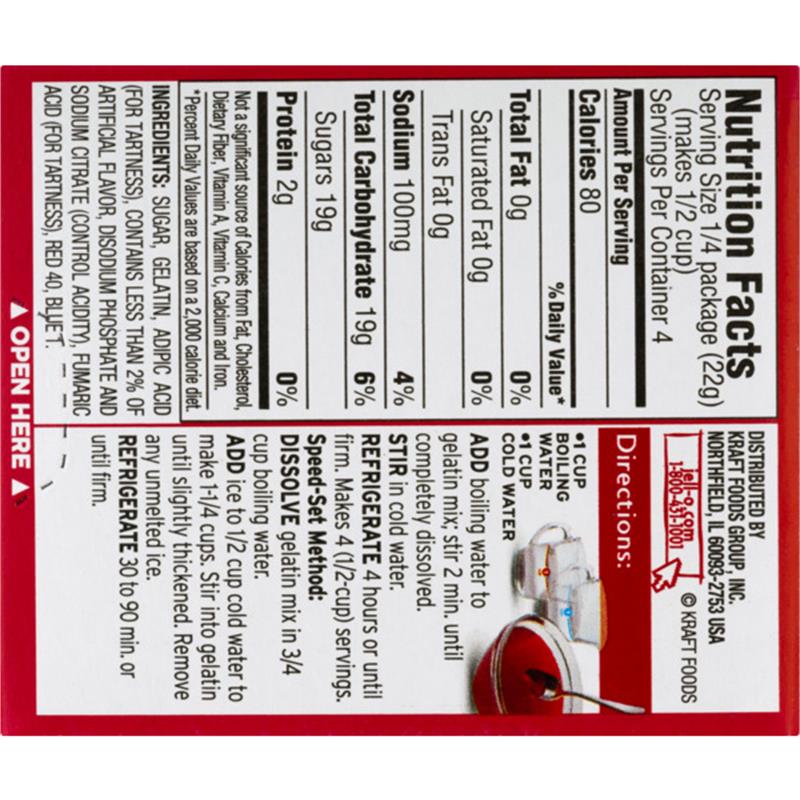 Nutrition Facts
Serving Size 1/4 package (22g)
(makes 1/2 cup)
Servings Per Container 4
Amount Per Serving
Calories 80
% Daily Value*
Total Fat 0g 0%
Saturated Fat 0g 0%
Trans Fat 0g
Sodium 100mg 4%
Total Carbohydrate 19g 6%
Sugars 19g
Protein 2g 0%
Not a significant source of Calories from Fat, Cholesterol,
Dietary Fiber, Vitamin A, Vitamin C, Calcium and Iron.
*Percent Daily Values are based on a 2,000 calorie diet.
INGREDIENTS: SUGAR, GELATIN, ADIPIC ACID
(FOR TARTNESS), CONTAINS LESS THAN 2% OF
ARTIFICIAL FLAVOR, DISODIUM PHOSPHATE AND
SODIUM CITRATE (CONTROL ACIDITY), FUMARIC
ACID (FOR TARTNESS), RED 40, BLUE 1.
DISTRIBUTED BY
KRAFT FOODS GROUP, INC.
NORTHFIELD, IL 60093-2753 USA
jell-o.com
1-800-431-1001
© KRAFT FOODS
Directions:
•1 CUP
BOILING
WATER
•1 CUP
COLD WATER
ADD boiling water to
gelatin mix; stir 2 min. until
completely dissolved.
STIR in cold water.
REFRIGERATE 4 hours or until
firm. Makes 4 (1/2-cup) servings.
Speed-Set Method:
DISSOLVE gelatin mix in 3/4
cup boiling water.
ADD ice to 1/2 cup cold water to
make 1-1/4 cups. Stir into gelatin
until slightly thickened. Remove
any unmelted ice.
REFRIGERATE 30 to 90 min. or
until firm.
▲ OPEN HERE ▲